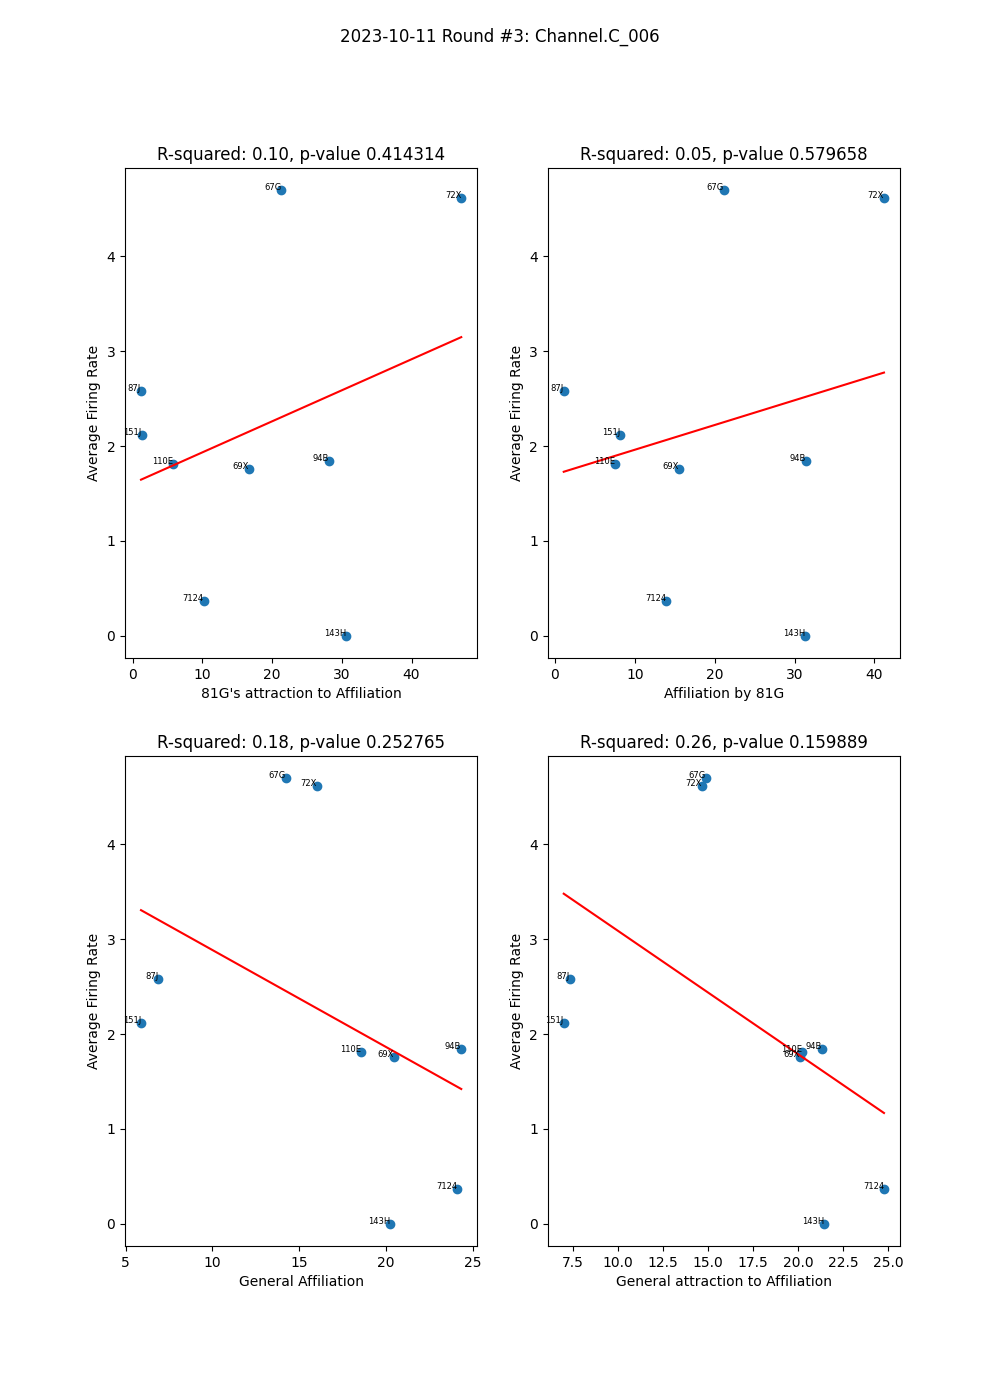 2023-10-11 Round #3: Channel.C_006
R-squared: 0.10, p-value 0.414314
67G
72X
87J
151J
110E
69X
94B
7124
143H
4
3
2
1
0
Average Firing Rate
0 10 20 30 40
81G's attraction to Affiliation
R-squared: 0.05, p-value 0.579658
67G
72X
87J
151J
110E
69X
94B
7124
143H
4
3
2
1
0
Average Firing Rate
0 10 20 30 40
Affiliation by 81G
R-squared: 0.18, p-value 0.252765
67G
72X
87J
151J
110E
69X
94B
7124
143H
4
3
2
1
0
Average Firing Rate
5 10 15 20 25
General Affiliation
R-squared: 0.26, p-value 0.159889
67G
72X
87J
151J
110E
69X
94B
7124
143H
4
3
2
1
0
Average Firing Rate
7.5 10.0 12.5 15.0 17.5 20.0 22.5 25.0
General attraction to Affiliation